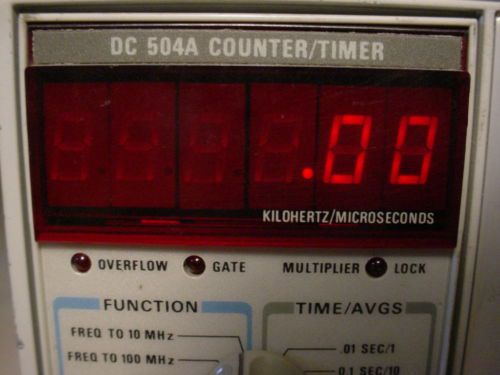 DC 504A COUNTER/TIMER
.00
KILOHERTZ/MICROSECONDS
OVERFLOW GATE MULTIPLIER LOCK
FUNCTION TIME/AVGS
FREQ TO 10 MHz .01 SEC/1
FREQ TO 100 MHz 0.1 SEC/10